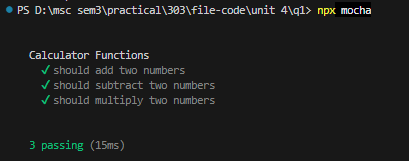 PS D:\msc sem3\practical\303\file-code\unit 4\q1> npx mocha
Calculator Functions
✓ should add two numbers
✓ should subtract two numbers
✓ should multiply two numbers
3 passing (15ms)